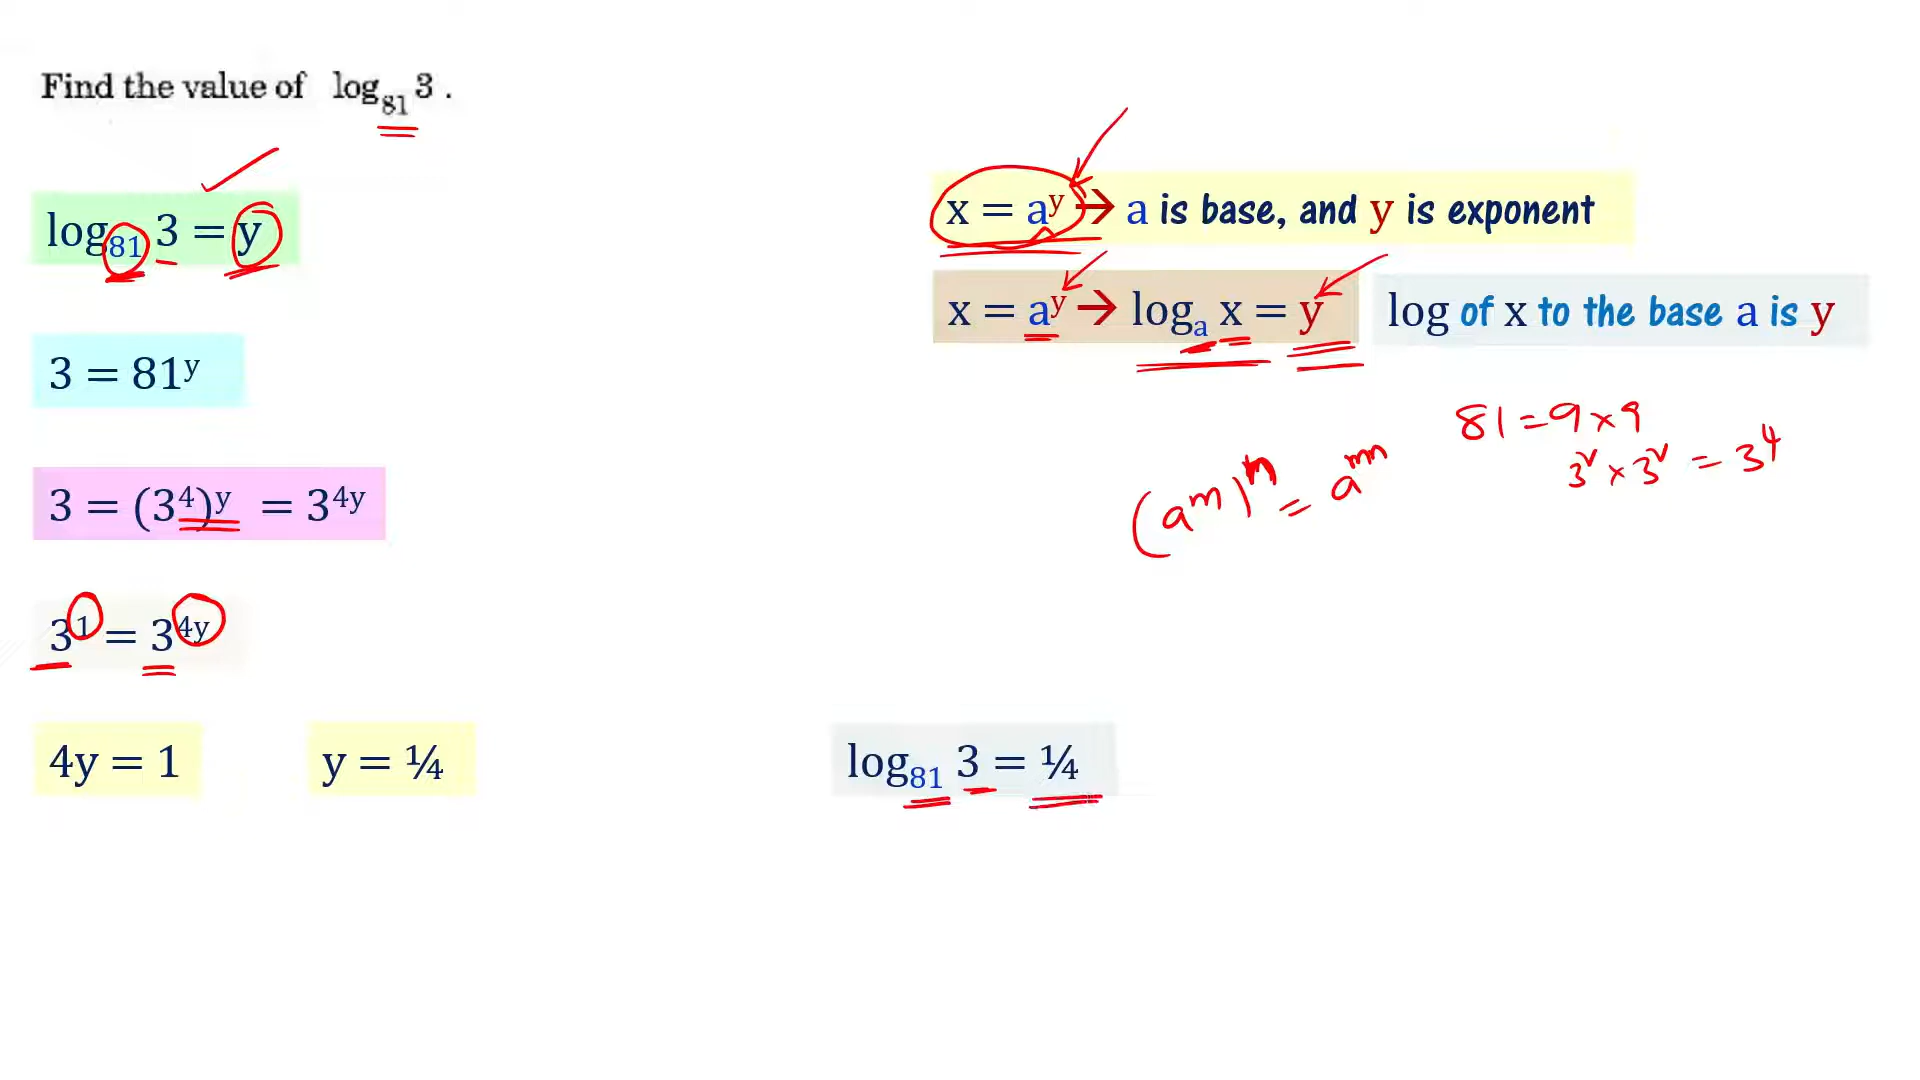 Find the value of log₈₁ 3 .
log₈₁ 3 = y
3 = 81ʸ
3 = (3⁴)ʸ = 3⁴ʸ
3¹ = 3⁴ʸ
4y = 1
y = ¼
x = aʸ → a is base, and y is exponent
x = aʸ → logₐ x = y
log of x to the base a is y
81 = 9 × 9
3² × 3² = 3⁴
(aᵐ)ⁿ = aᵐⁿ
log₈₁ 3 = ¼